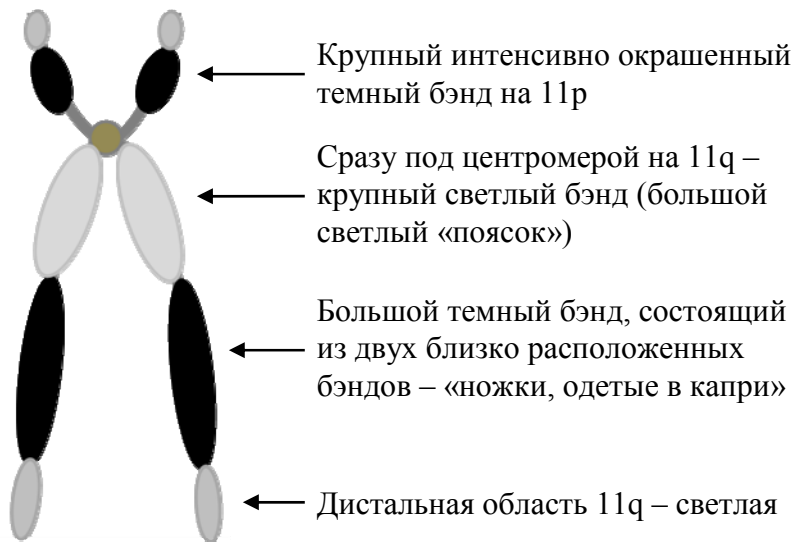 Крупный интенсивно окрашенный
темный бэнд на 11p
Сразу под центромерой на 11q –
крупный светлый бэнд (большой
светлый «поясок»)
Большой темный бэнд, состоящий
из двух близко расположенных
бэндов – «ножки, одетые в капри»
Дистальная область 11q – светлая